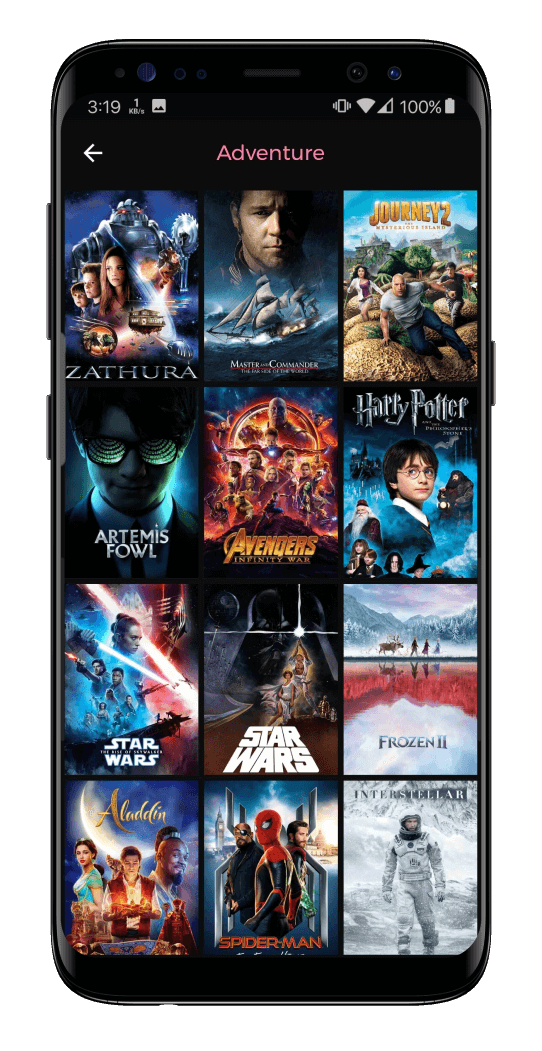 3:19 1 KB/s 100%
Adventure
ZATHURA
MASTER AND COMMANDER
THE FAR SIDE OF THE WORLD
JOURNEY 2
THE
MYSTERIOUS ISLAND
ARTEMIS
FOWL
AVENGERS
INFINITY WAR
Harry Potter
AND THE
PHILOSOPHER'S
STONE
STAR
THE RISE OF SKYWALKER
WARS
STAR
WARS
FROZEN II
Aladdin
SPIDER-MAN
INTERSTELLAR